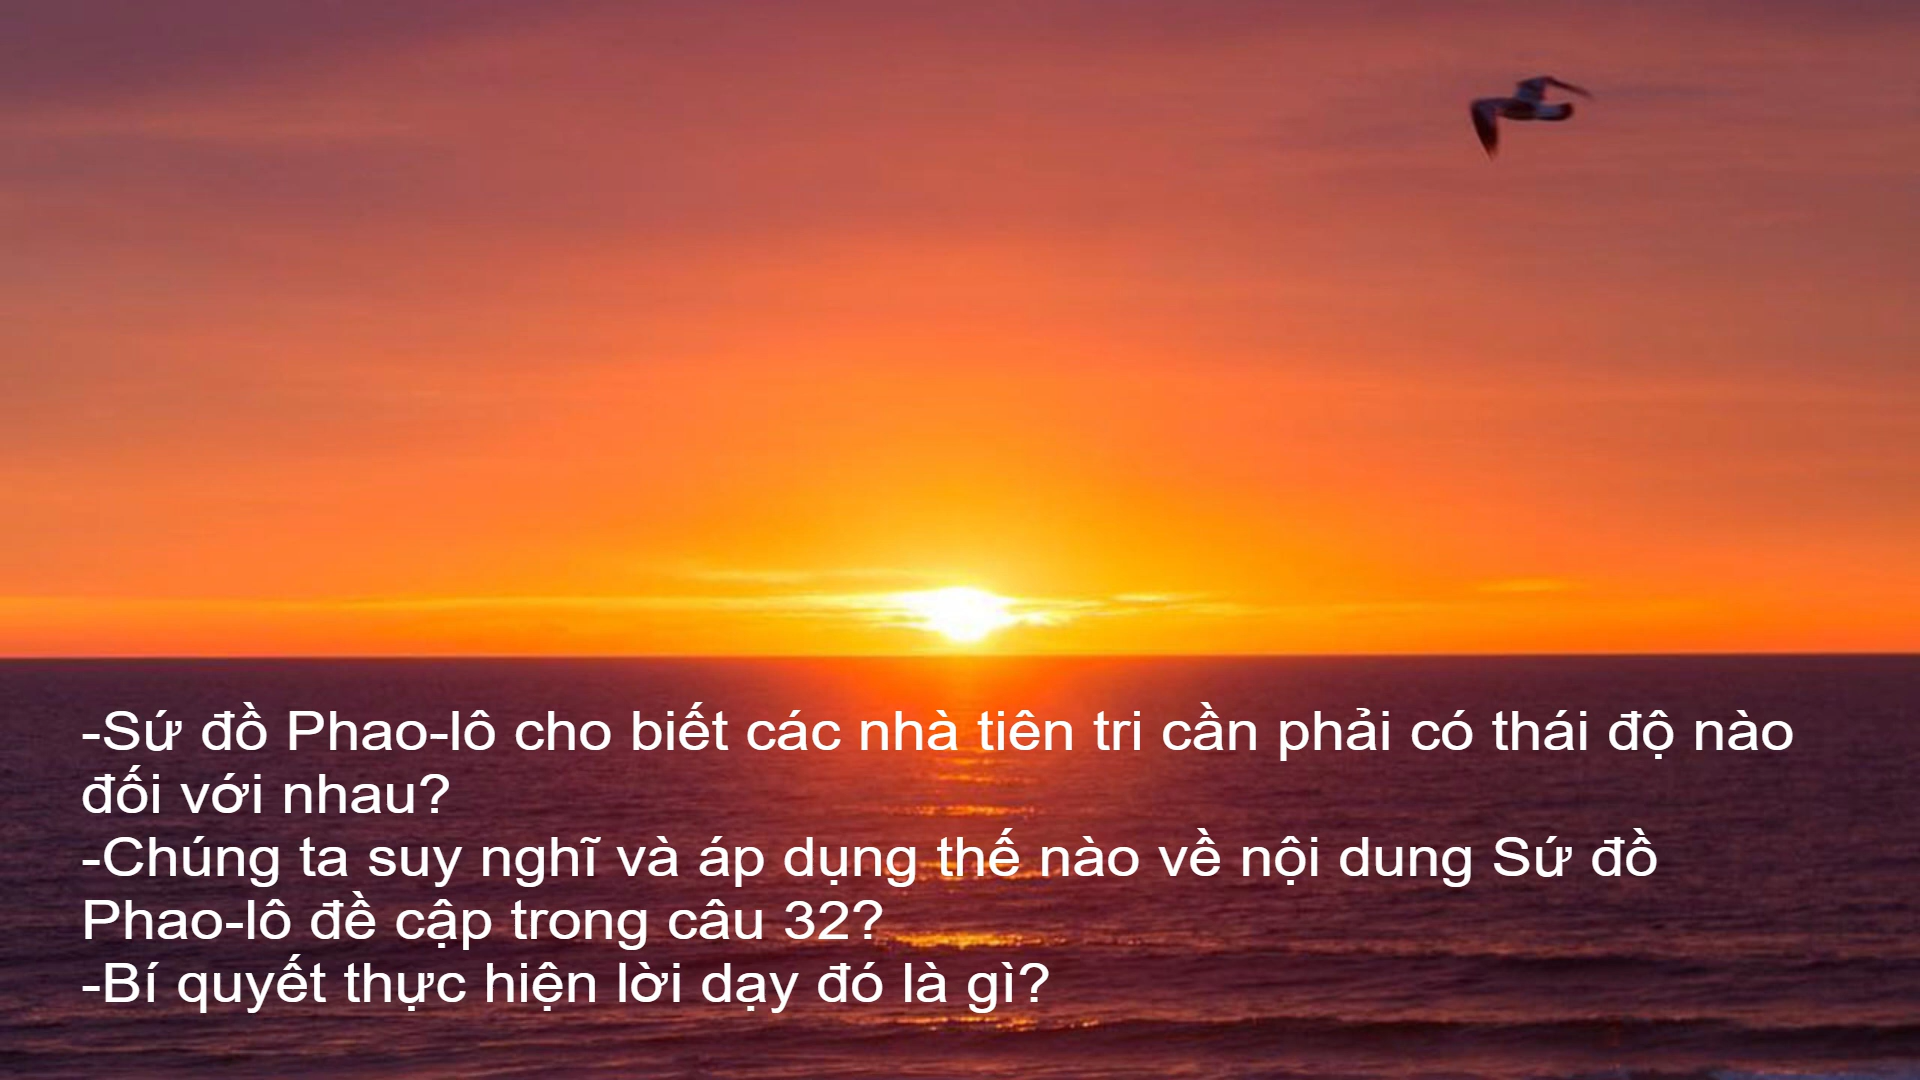 -Sứ đồ Phao-lô cho biết các nhà tiên tri cần phải có thái độ nào
đối với nhau?
-Chúng ta suy nghĩ và áp dụng thế nào về nội dung Sứ đồ
Phao-lô đề cập trong câu 32?
-Bí quyết thực hiện lời dạy đó là gì?